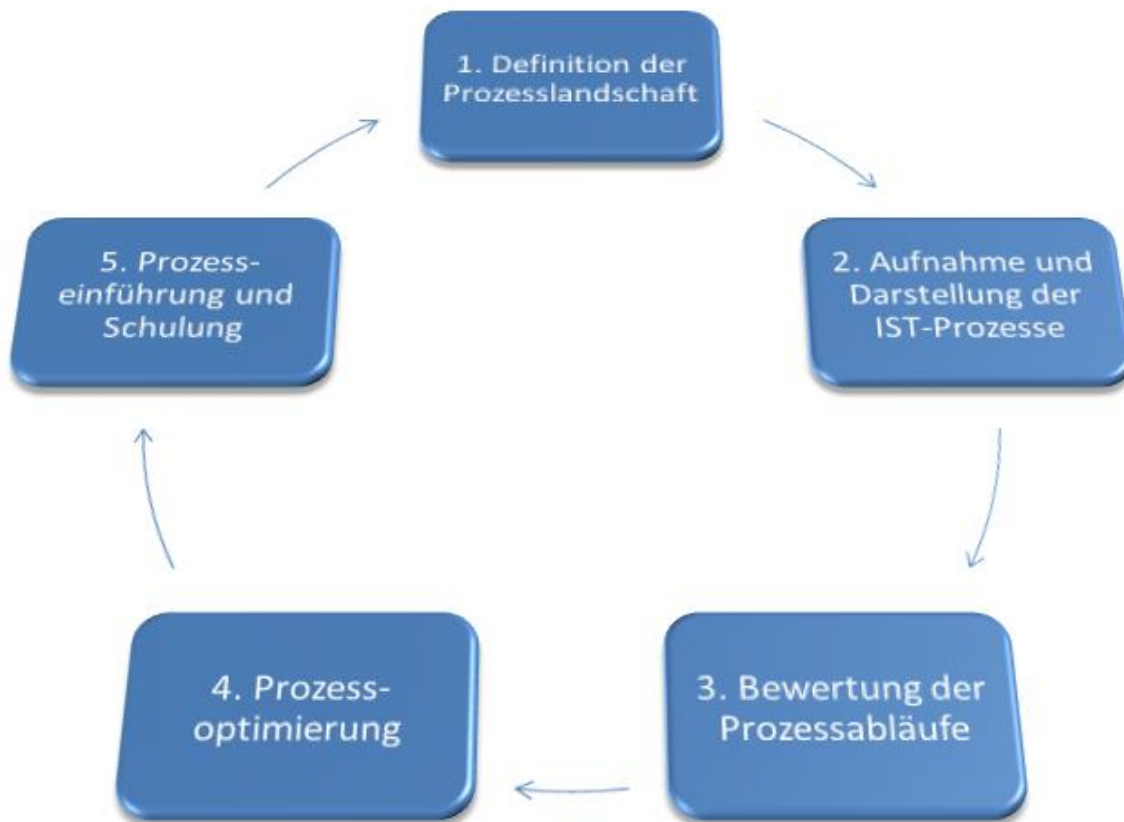 1. Definition der
Prozesslandschaft
2. Aufnahme und
Darstellung der
IST-Prozesse
3. Bewertung der
Prozessabläufe
4. Prozess-
optimierung
5. Prozess-
einführung und
Schulung